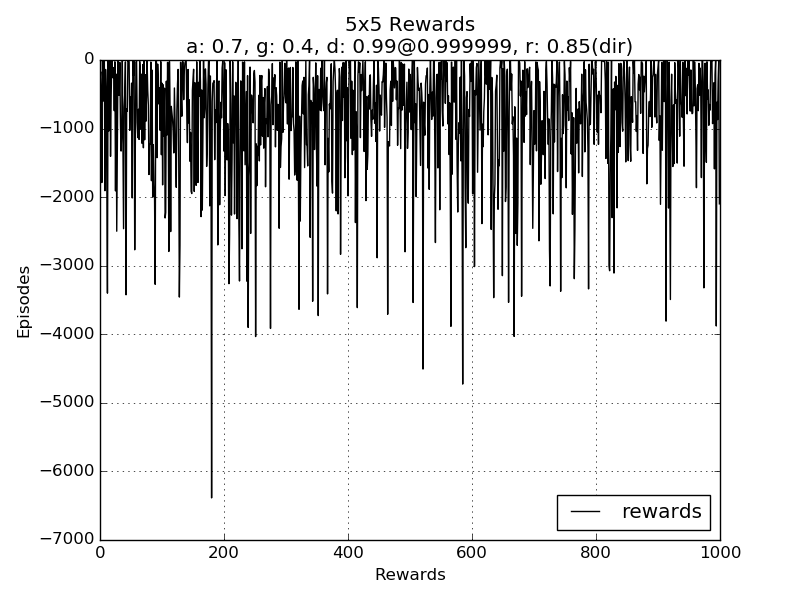 5x5 Rewards
a: 0.7, g: 0.4, d: 0.99@0.999999, r: 0.85(dir)
0
−1000
−2000
−3000
−4000
−5000
−6000
−7000
Episodes
rewards
0 200 400 600 800 1000
Rewards